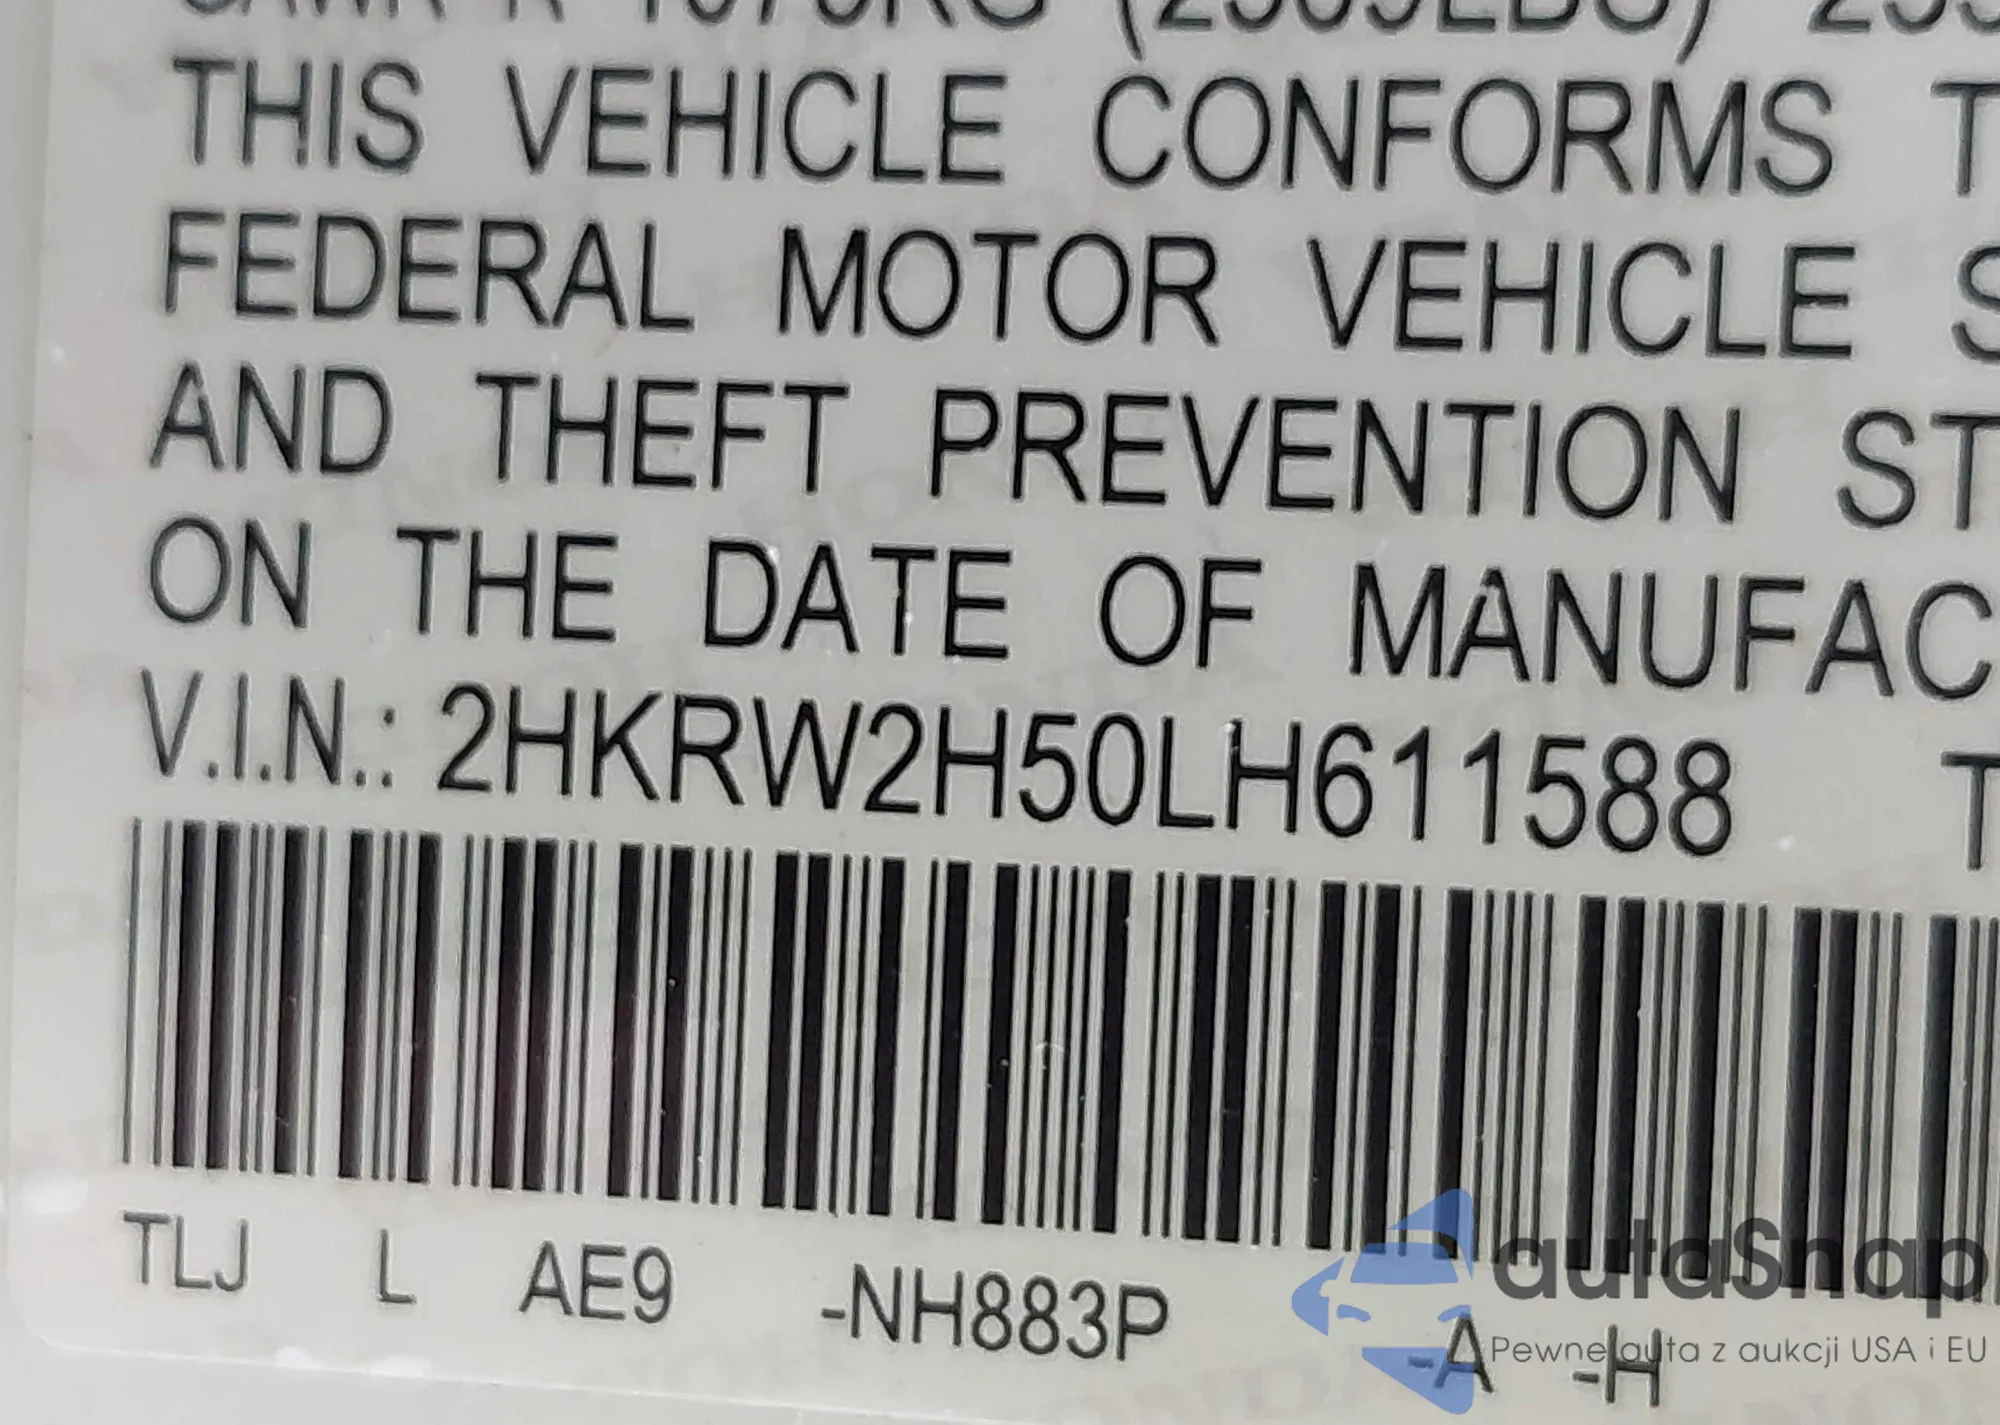 THIS VEHICLE CONFORMS T
FEDERAL MOTOR VEHICLE S
AND THEFT PREVENTION ST
ON THE DATE OF MANUFAC
V.I.N.: 2HKRW2H50LH611588 T
TLJ L AE9 -NH883P -A -H
autaSnap
Pewne auta z aukcji USA i EU